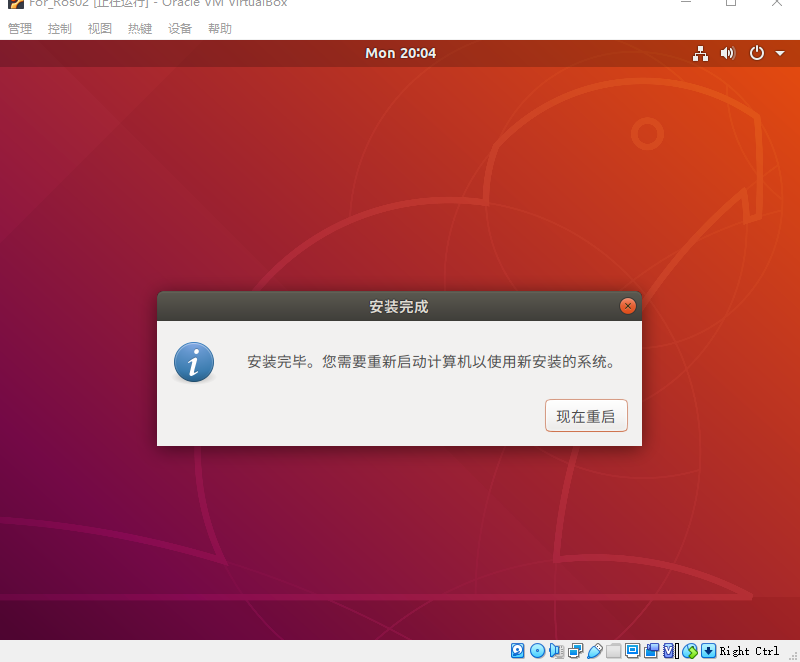 For_Ros02 [正在运行] - Oracle VM VirtualBox
管理 控制 视图 热键 设备 帮助
Mon 20:04
安装完成
安装完毕。您需要重新启动计算机以使用新安装的系统。
现在重启
Right Ctrl